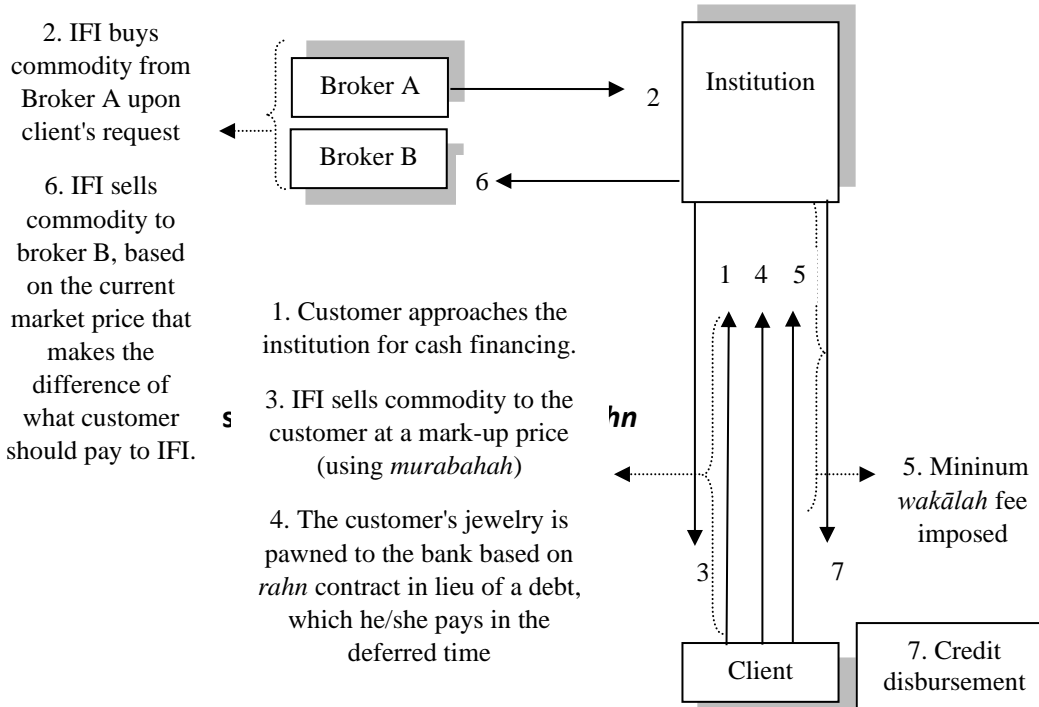 2. IFI buys
commodity from
Broker A upon
client's request
6. IFI sells
commodity to
broker B, based
on the current
market price that
makes the
difference of
what customer
should pay to IFI.
Broker A
Broker B
2
6
Institution
1 4 5
1. Customer approaches the
institution for cash financing.
3. IFI sells commodity to the
customer at a mark-up price
(using murabahah)
4. The customer's jewelry is
pawned to the bank based on
rahn contract in lieu of a debt,
which he/she pays in the
deferred time
5. Mininum
wakālah fee
imposed
3
7
Client
7. Credit
disbursement